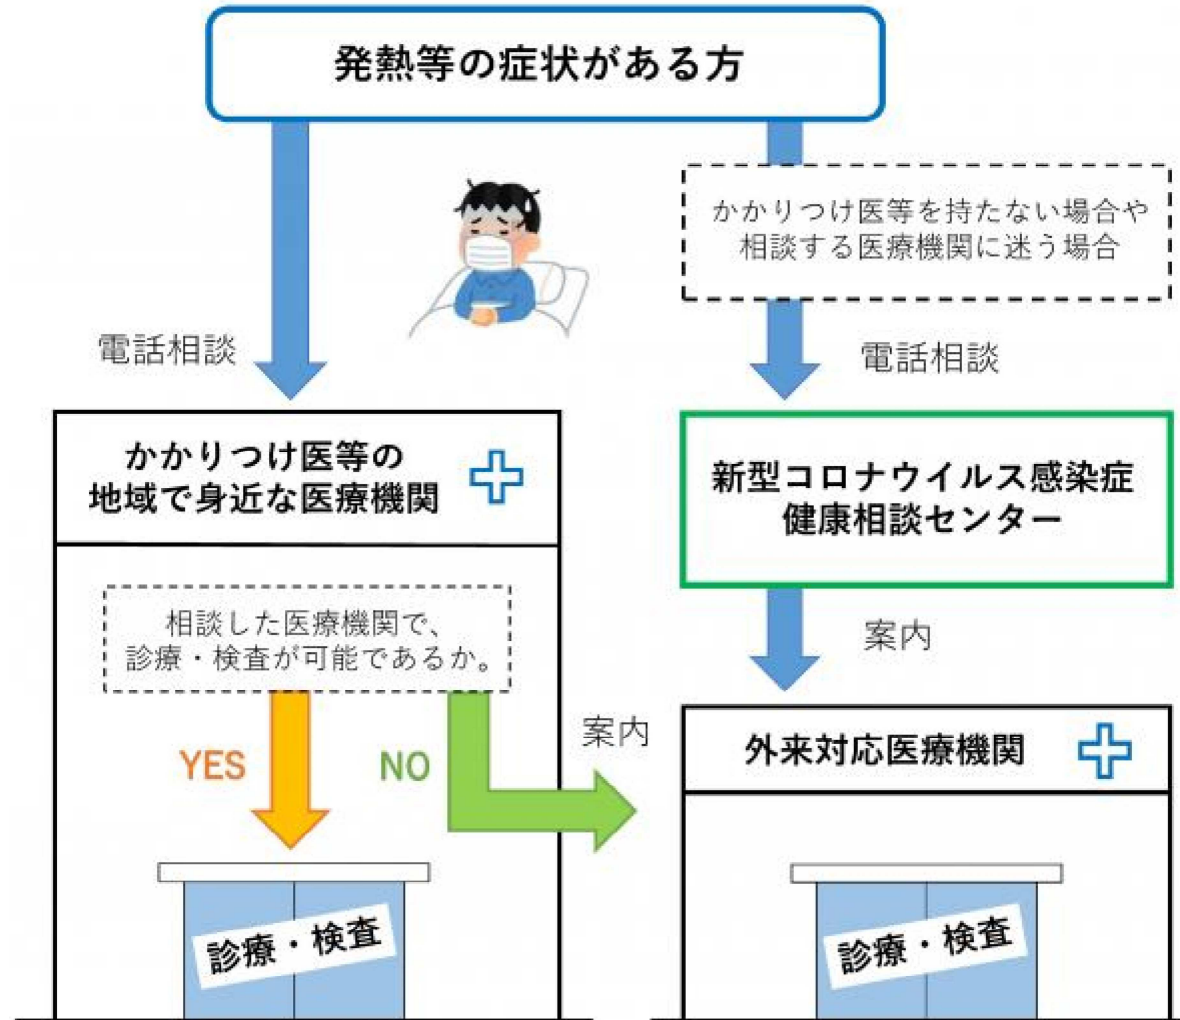 発熱等の症状がある方
かかりつけ医等を持たない場合や
相談する医療機関に迷う場合
電話相談
電話相談
かかりつけ医等の
地域で身近な医療機関
新型コロナウイルス感染症
健康相談センター
相談した医療機関で、
診療・検査が可能であるか。
案内
YES
NO
案内
外来対応医療機関
診療・検査
診療・検査